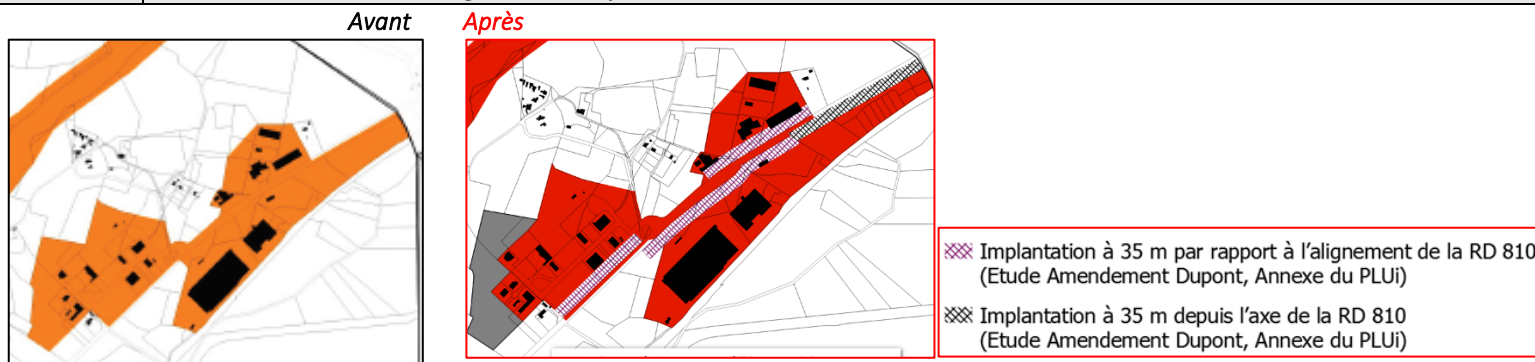 Avant Après
Implantation à 35 m par rapport à l'alignement de la RD 810
(Etude Amendement Dupont, Annexe du PLUi)
Implantation à 35 m depuis l'axe de la RD 810
(Etude Amendement Dupont, Annexe du PLUi)